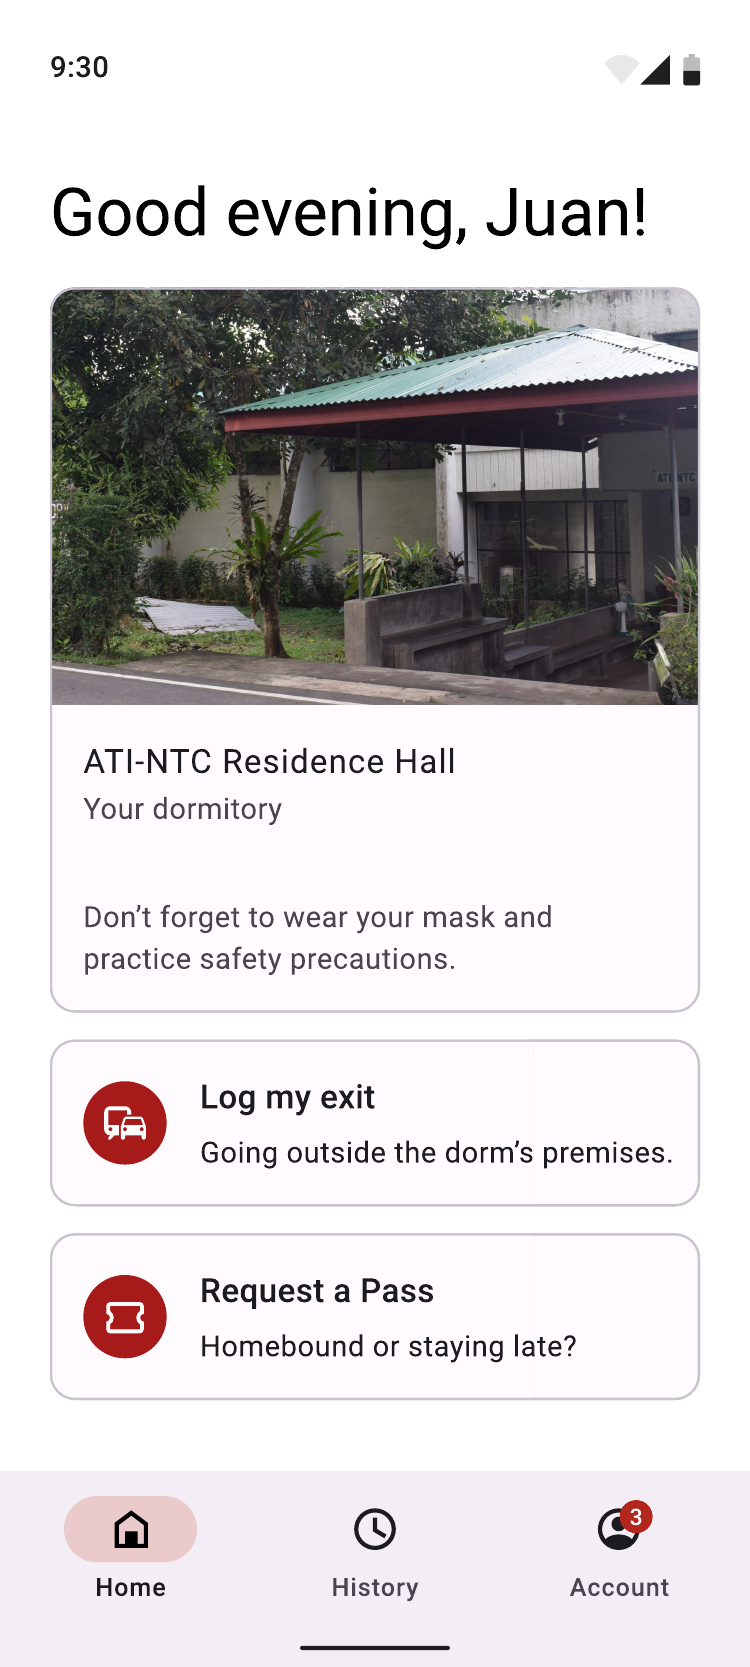 9:30
Good evening, Juan!
ATI-NTC
ATI-NTC Residence Hall
Your dormitory
Don’t forget to wear your mask and
practice safety precautions.
Log my exit
Going outside the dorm’s premises.
Request a Pass
Homebound or staying late?
3
Home
History
Account